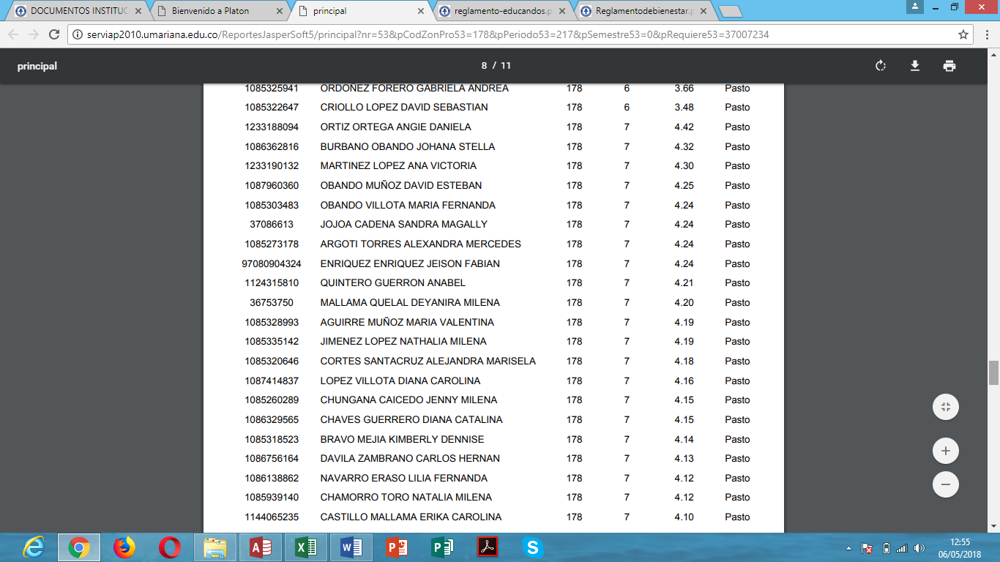 DOCUMENTOS INSTITUC Bienvenido a Platon principal reglamento-educandos.p Reglamentodebienestar.p
serviap2010.umariana.edu.co/ReportesJasperSoft5/principal?nr=53&pCodZonPro53=178&pPeriodo53=217&pSemestre53=0&pRequiere53=37007234
principal 8 / 11
1085325941 ORDOÑEZ FORERO GABRIELA ANDREA 178 6 3.66 Pasto
1085322647 CRIOLLO LOPEZ DAVID SEBASTIAN 178 6 3.48 Pasto
1233188094 ORTIZ ORTEGA ANGIE DANIELA 178 7 4.42 Pasto
1086362816 BURBANO OBANDO JOHANA STELLA 178 7 4.32 Pasto
1233190132 MARTINEZ LOPEZ ANA VICTORIA 178 7 4.30 Pasto
1087960360 OBANDO MUÑOZ DAVID ESTEBAN 178 7 4.25 Pasto
1085303483 OBANDO VILLOTA MARIA FERNANDA 178 7 4.24 Pasto
37086613 JOJOA CADENA SANDRA MAGALLY 178 7 4.24 Pasto
1085273178 ARGOTI TORRES ALEXANDRA MERCEDES 178 7 4.24 Pasto
97080904324 ENRIQUEZ ENRIQUEZ JEISON FABIAN 178 7 4.24 Pasto
1124315810 QUINTERO GUERRON ANABEL 178 7 4.21 Pasto
36753750 MALLAMA QUELAL DEYANIRA MILENA 178 7 4.20 Pasto
1085328993 AGUIRRE MUÑOZ MARIA VALENTINA 178 7 4.19 Pasto
1085335142 JIMENEZ LOPEZ NATHALIA MILENA 178 7 4.19 Pasto
1085320646 CORTES SANTACRUZ ALEJANDRA MARISELA 178 7 4.18 Pasto
1087414837 LOPEZ VILLOTA DIANA CAROLINA 178 7 4.16 Pasto
1085260289 CHUNGANA CAICEDO JENNY MILENA 178 7 4.15 Pasto
1086329565 CHAVES GUERRERO DIANA CATALINA 178 7 4.15 Pasto
1085318523 BRAVO MEJIA KIMBERLY DENNISE 178 7 4.14 Pasto
1086756164 DAVILA ZAMBRANO CARLOS HERNAN 178 7 4.13 Pasto
1086138862 NAVARRO ERASO LILIA FERNANDA 178 7 4.12 Pasto
1085939140 CHAMORRO TORO NATALIA MILENA 178 7 4.12 Pasto
1144065235 CASTILLO MALLAMA ERIKA CAROLINA 178 7 4.10 Pasto
12:55
06/05/2018